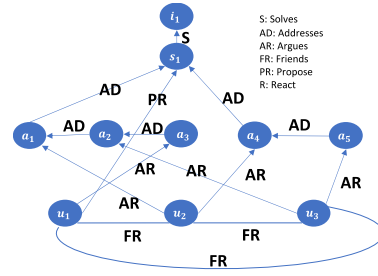 i1
S
s1
S: Solves
AD: Addresses
AR: Argues
FR: Friends
PR: Propose
R: React
AD
PR
AD
a1
AD
a2
AD
a3
a4
AD
a5
AR
AR
AR
AR
u1
u2
u3
FR
FR
FR